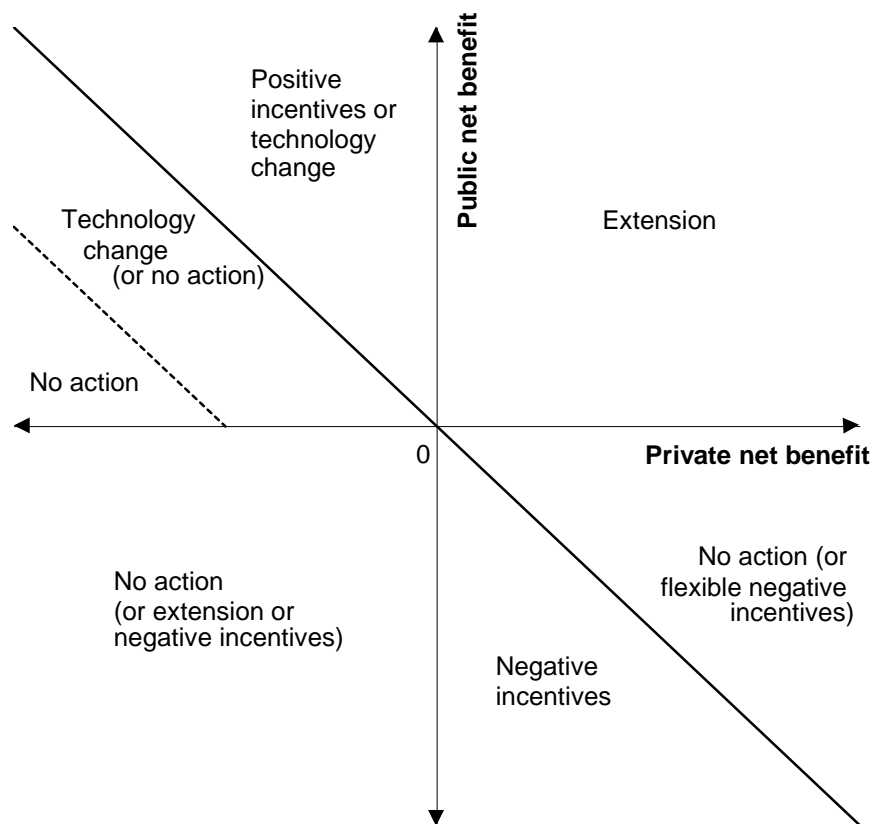 Positive
incentives or
technology
change
Public net benefit
Extension
Technology
change
(or no action)
No action
0
Private net benefit
No action (or
flexible negative
incentives)
No action
(or extension or
negative incentives)
Negative
incentives